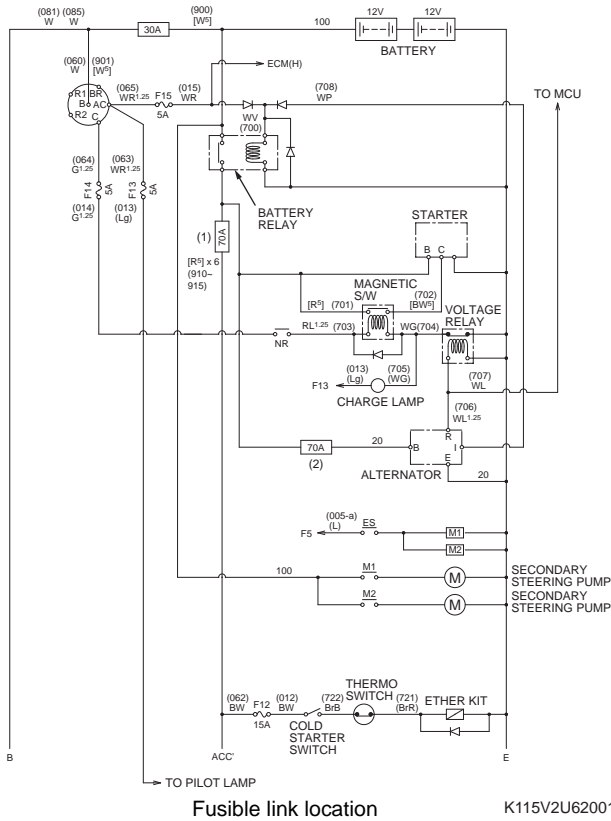 (081) (085)
W W
30A
(900)
[W⁵]
100
12V 12V
BATTERY
(060)
W
(901)
[W⁵]
ECM(H)
(065)
WR1.25
F15
5A
(015)
WR
(708)
WP
TO MCU
R1 BR
B AC
R2 C
WV
(700)
(064)
G1.25
(063)
WR1.25
F14
5A
F13
5A
(014)
G1.25
(013)
(Lg)
BATTERY
RELAY
(1)
70A
STARTER
B C
[R⁵] x 6
(910~
915)
MAGNETIC
S/W
[R⁵] (701)
(702)
[BW⁵]
VOLTAGE
RELAY
NR
RL1.25 (703)
WG(704)
F13
(013)
(Lg)
(705)
(WG)
CHARGE LAMP
(707)
WL
(706)
WL1.25
70A
(2)
20
B
R
I
E
ALTERNATOR
20
(005-a)
(L)
F5
ES
M1
M2
100
M1
M
SECONDARY
STEERING PUMP
M2
M
SECONDARY
STEERING PUMP
(062)
BW
F12
15A
(012)
BW
COLD
STARTER
SWITCH
(722)
BrB
THERMO
SWITCH
(721)
(BrR)
ETHER KIT
B
ACC'
E
TO PILOT LAMP
Fusible link location
K115V2U62001